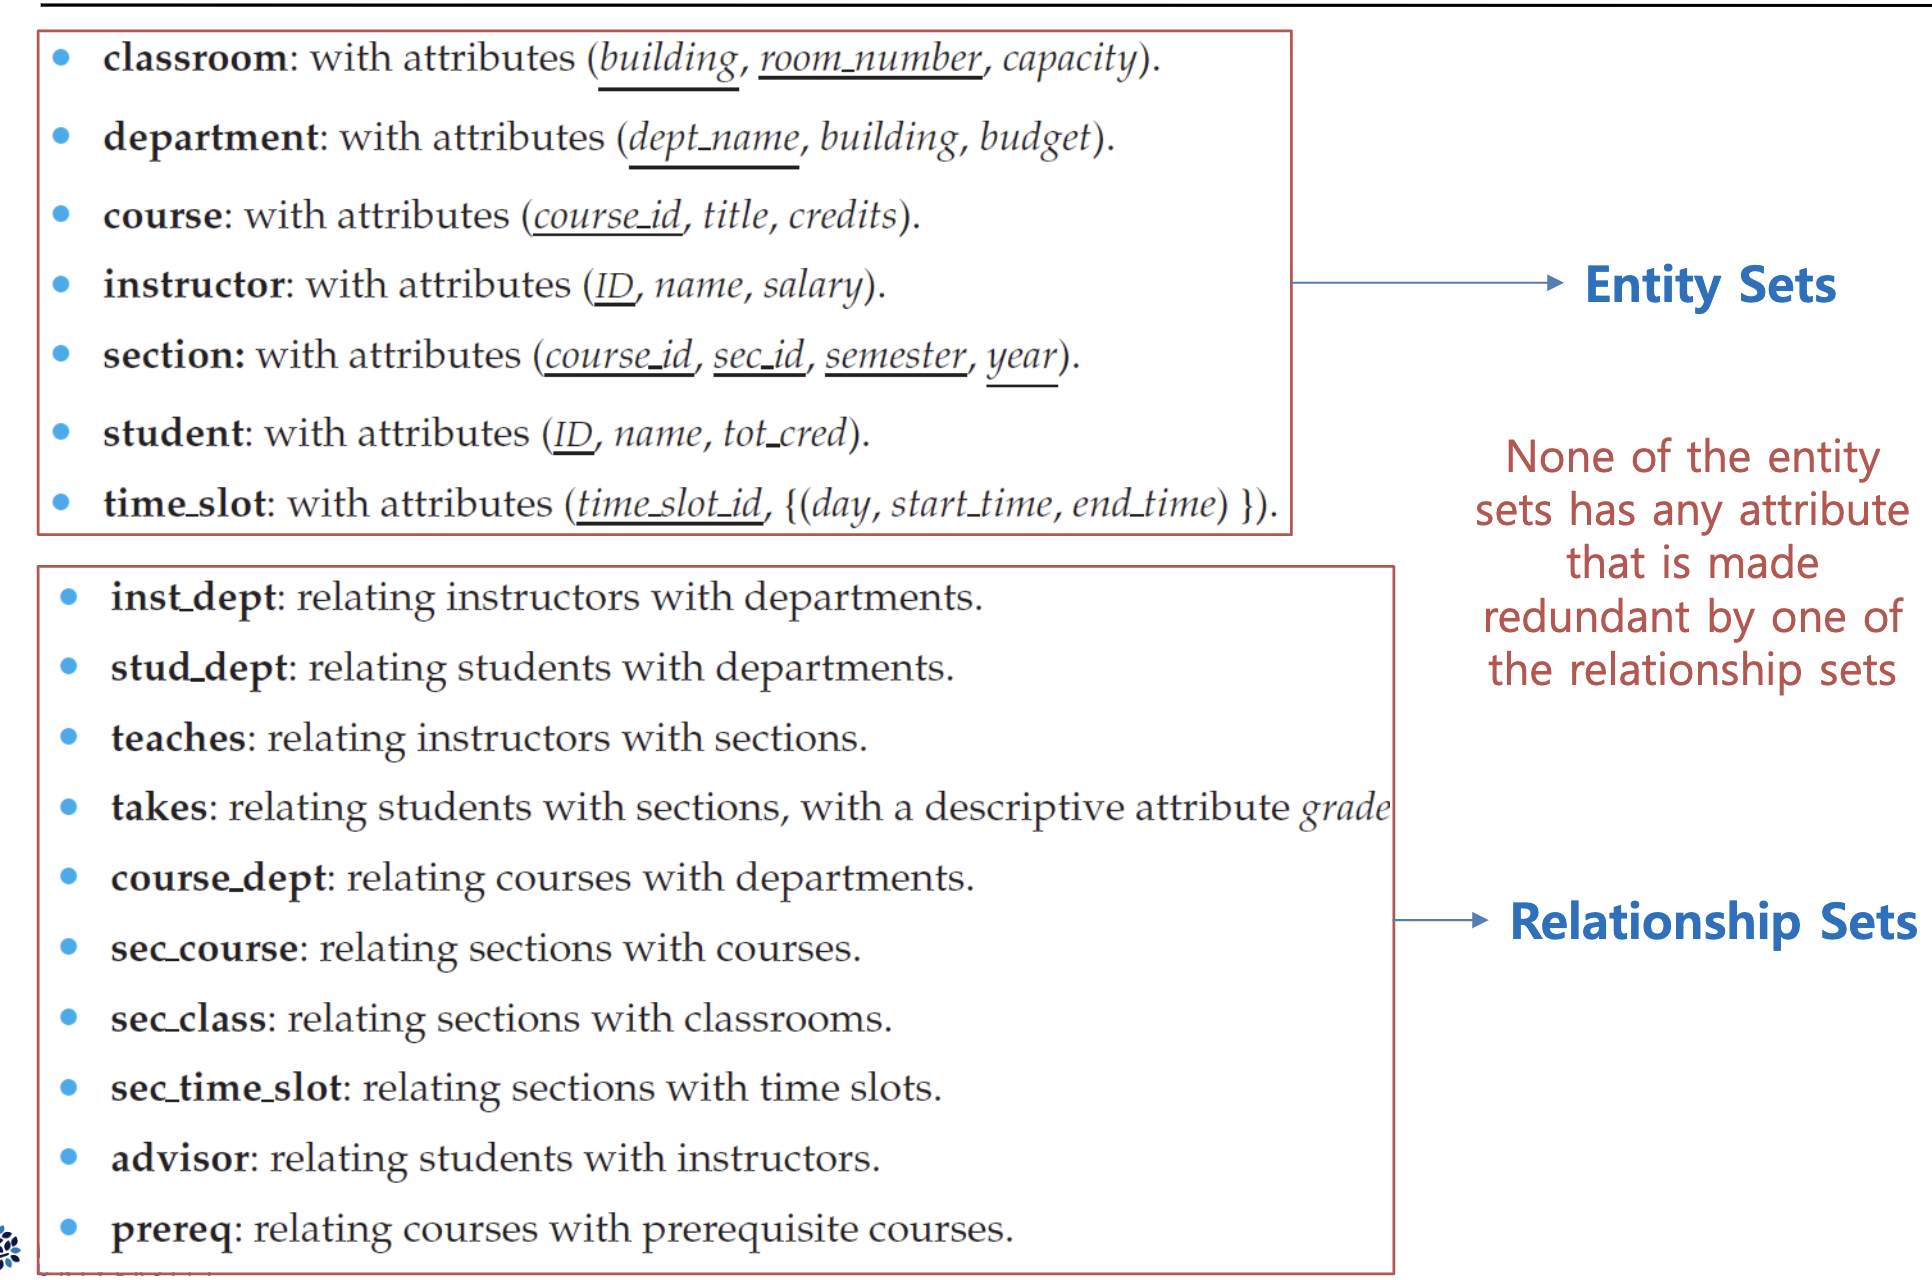 classroom: with attributes (building, room_number, capacity).
department: with attributes (dept_name, building, budget).
course: with attributes (course_id, title, credits).
instructor: with attributes (ID, name, salary).
section: with attributes (course_id, sec_id, semester, year).
student: with attributes (ID, name, tot_cred).
time_slot: with attributes (time_slot_id, {(day, start_time, end_time) }).
Entity Sets
None of the entity
sets has any attribute
that is made
redundant by one of
the relationship sets
inst_dept: relating instructors with departments.
stud_dept: relating students with departments.
teaches: relating instructors with sections.
takes: relating students with sections, with a descriptive attribute grade
course_dept: relating courses with departments.
sec_course: relating sections with courses.
sec_class: relating sections with classrooms.
sec_time_slot: relating sections with time slots.
advisor: relating students with instructors.
prereq: relating courses with prerequisite courses.
Relationship Sets